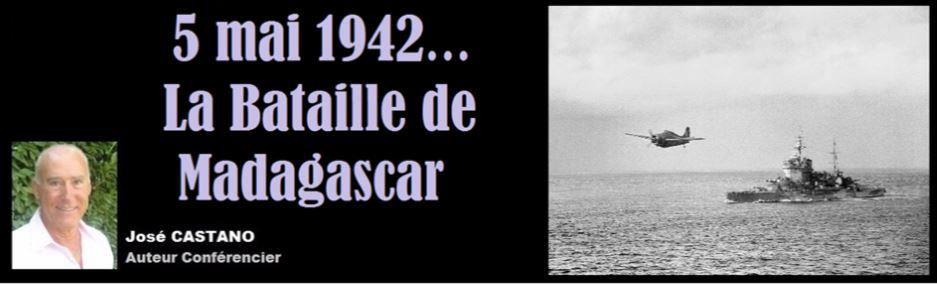 5 mai 1942...
La Bataille de
Madagascar
José CASTANO
Auteur Conférencier